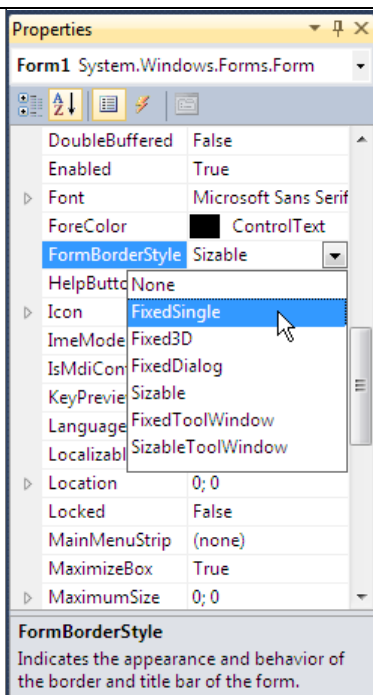 Properties
Form1 System.Windows.Forms.Form
DoubleBuffered False
Enabled True
Font Microsoft Sans Serif
ForeColor ControlText
FormBorderStyle Sizable
HelpButto None
Icon FixedSingle
ImeMode Fixed3D
IsMdiCon FixedDialog
KeyPrevie Sizable
Language FixedToolWindow
Localizabl SizableToolWindow
Location 0; 0
Locked False
MainMenuStrip (none)
MaximizeBox True
MaximumSize 0; 0
FormBorderStyle
Indicates the appearance and behavior of
the border and title bar of the form.